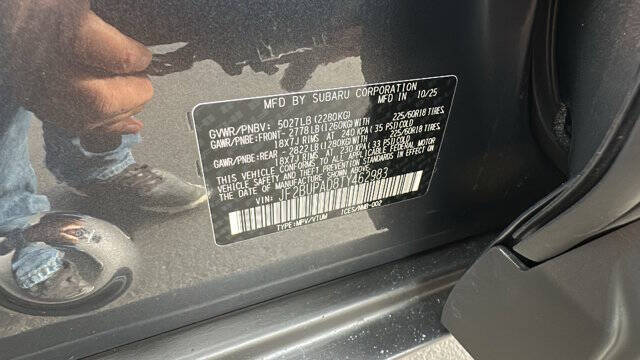 MFD BY SUBARU CORPORATION
MFD IN 10/25
GVWR/PNBV: 5027LB(2280KG)
GAWR/PNBE:FRONT-2778LB(1260KG)WITH 225/60R18 TIRES,
18X7J RIMS AT 240 KPA(35 PSI)COLD
GAWR/PNBE:REAR -2822LB(1280KG)WITH 225/60R18 TIRES,
18X7J RIMS AT 230 KPA(33 PSI)COLD
THIS VEHICLE CONFORMS TO ALL APPLICABLE FEDERAL MOTOR
VEHICLE SAFETY STANDARDS IN EFFECT ON THE
DATE OF MANUFACTURE SHOWN ABOVE.
VIN: JF2BUPAD8TY462983
TYPE:MPV/VTUM